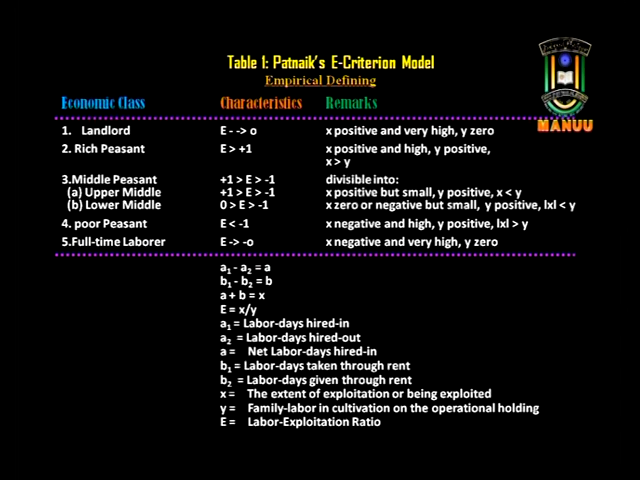 Table 1: Patnaik's E-Criterion Model
Empirical Defining
Economic Class Characteristics Remarks
MANUU
1. Landlord E - -> o x positive and very high, y zero
2. Rich Peasant E > +1 x positive and high, y positive,
x > y
3.Middle Peasant +1 > E > -1 divisible into:
(a) Upper Middle +1 > E > -1 x positive but small, y positive, x < y
(b) Lower Middle 0 > E > -1 x zero or negative but small, y positive, lxl < y
4. poor Peasant E < -1 x negative and high, y positive, lxl > y
5.Full-time Laborer E -> -o x negative and very high, y zero
a₁ - a₂ = a
b₁ - b₂ = b
a + b = x
E = x/y
a₁ = Labor-days hired-in
a₂ = Labor-days hired-out
a = Net Labor-days hired-in
b₁ = Labor-days taken through rent
b₂ = Labor-days given through rent
x = The extent of exploitation or being exploited
y = Family-labor in cultivation on the operational holding
E = Labor-Exploitation Ratio